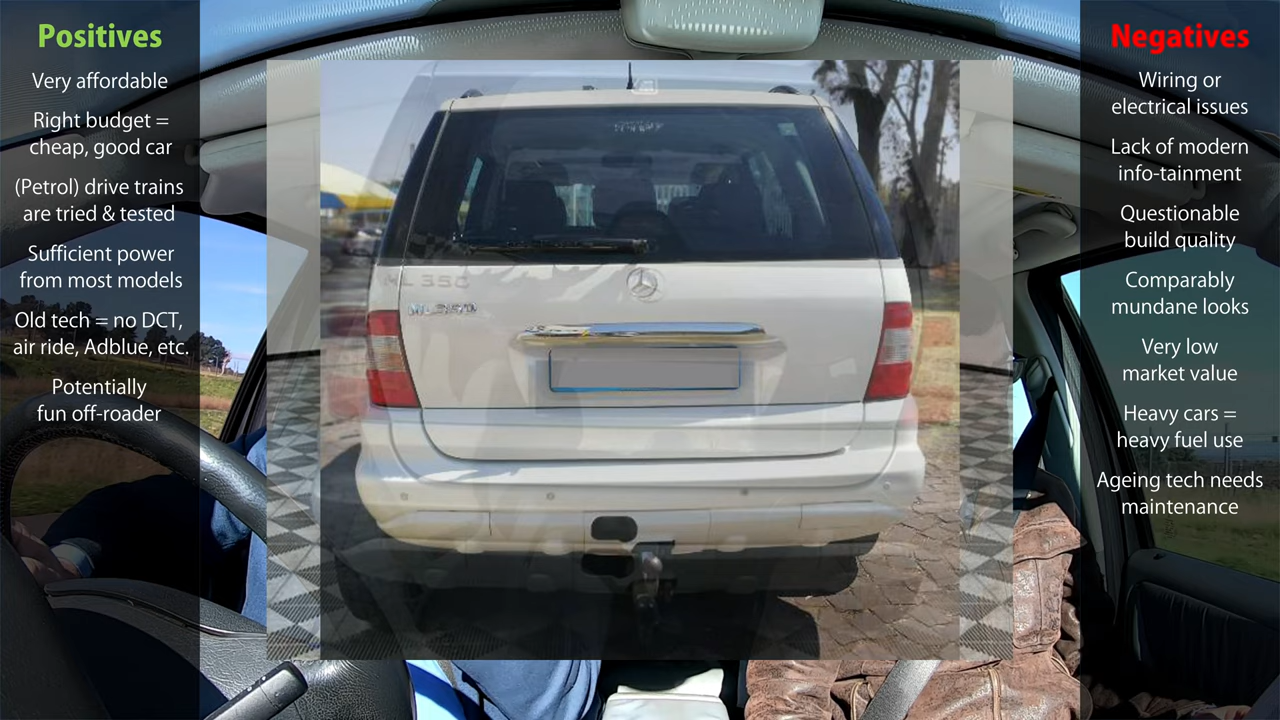 Positives
Very affordable
Right budget =
cheap, good car
(Petrol) drive trains
are tried & tested
Sufficient power
from most models
Old tech = no DCT,
air ride, Adblue, etc.
Potentially
fun off-roader
ML 350
ML 350
Negatives
Wiring or
electrical issues
Lack of modern
info-tainment
Questionable
build quality
Comparably
mundane looks
Very low
market value
Heavy cars =
heavy fuel use
Ageing tech needs
maintenance